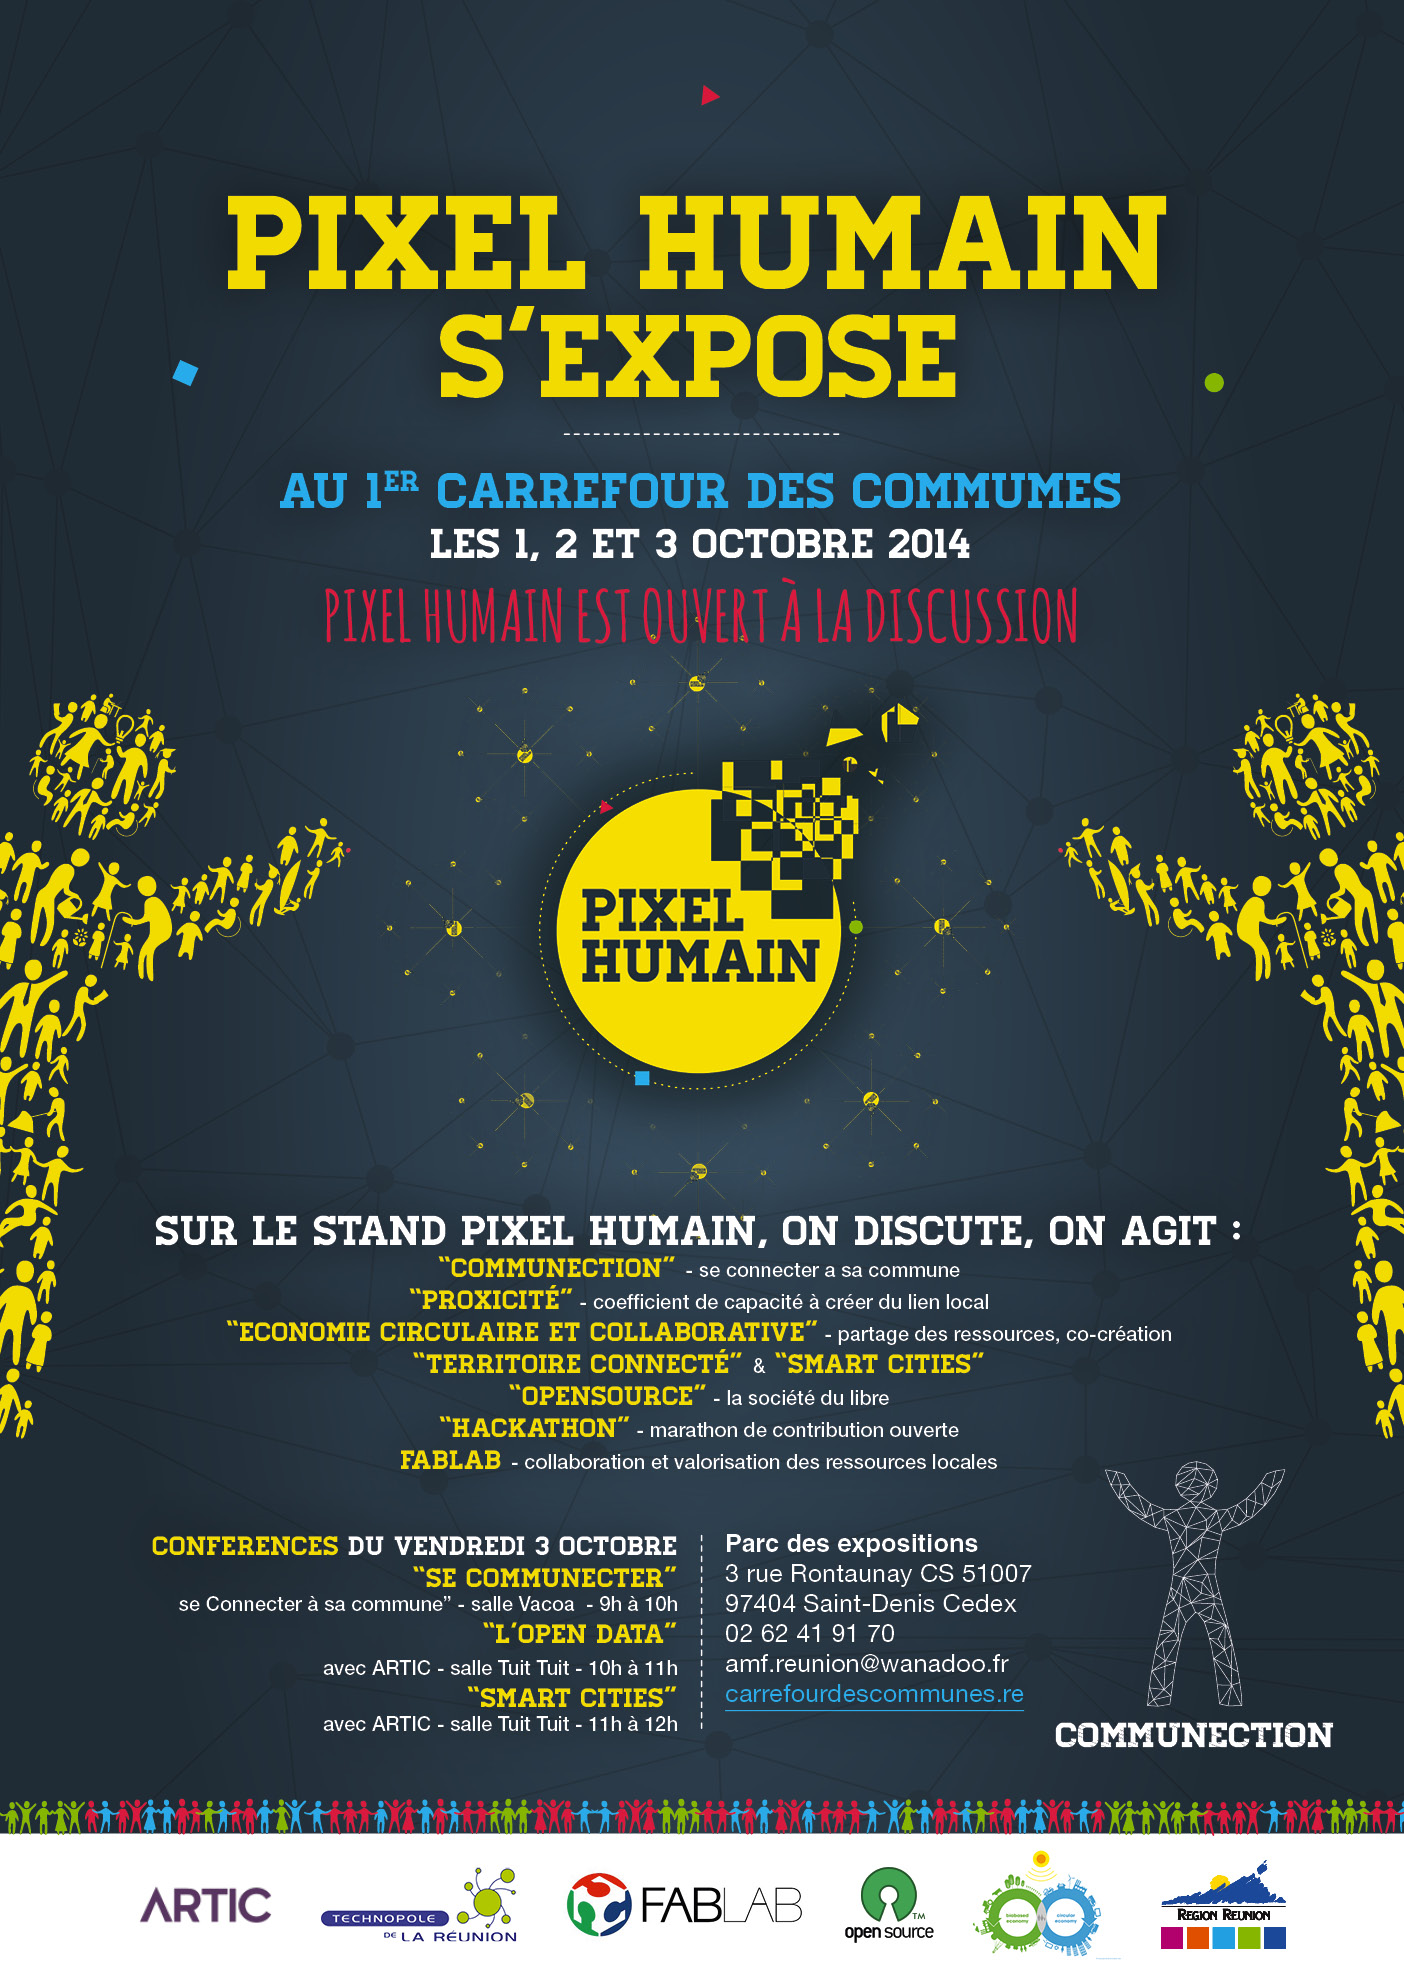 PIXEL HUMAIN
S'EXPOSE
AU 1ER CARREFOUR DES COMMUMES
LES 1, 2 ET 3 OCTOBRE 2014
PIXEL HUMAIN EST OUVERT À LA DISCUSSION
PIXEL
HUMAIN
SUR LE STAND PIXEL HUMAIN, ON DISCUTE, ON AGIT :
“COMMUNECTION” - se connecter a sa commune
“PROXICITÉ” - coefficient de capacité à créer du lien local
“ECONOMIE CIRCULAIRE ET COLLABORATIVE” - partage des ressources, co-création
“TERRITOIRE CONNECTÉ” & “SMART CITIES”
“OPENSOURCE” - la société du libre
“HACKATHON” - marathon de contribution ouverte
FABLAB - collaboration et valorisation des ressources locales
CONFERENCES DU VENDREDI 3 OCTOBRE
“SE COMMUNECTER”
se Connecter à sa commune” - salle Vacoa - 9h à 10h
“L'OPEN DATA”
avec ARTIC - salle Tuit Tuit - 10h à 11h
“SMART CITIES”
avec ARTIC - salle Tuit Tuit - 11h à 12h
Parc des expositions
3 rue Rontaunay CS 51007
97404 Saint-Denis Cedex
02 62 41 91 70
amf.reunion@wanadoo.fr
carrefourdescommunes.re
COMMUNECTION
ARTIC
TECHNOPOLE
DE LA RÉUNION
FABLAB
open source TM
biobased economy
circular economy
REGION REUNION